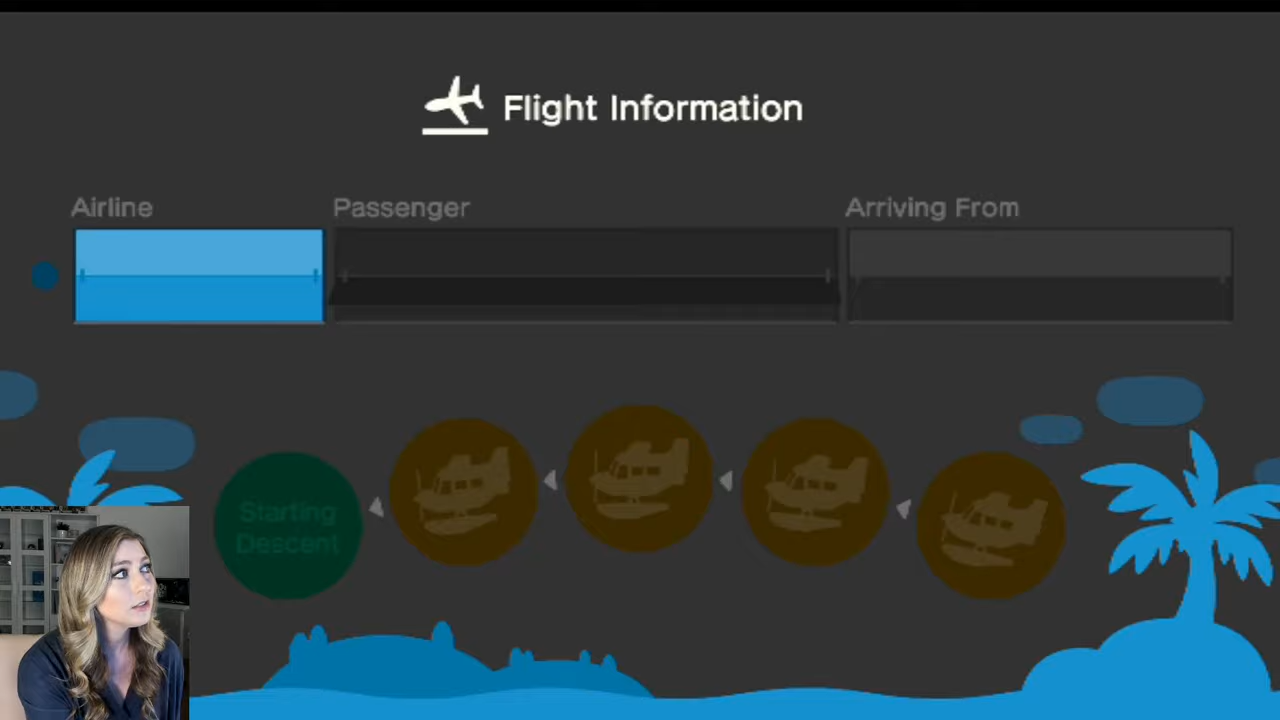 Flight Information
Airline
Passenger
Arriving From
Starting
Descent